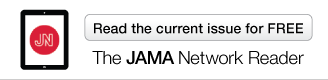 JN
Read the current issue for FREE
The JAMA Network Reader